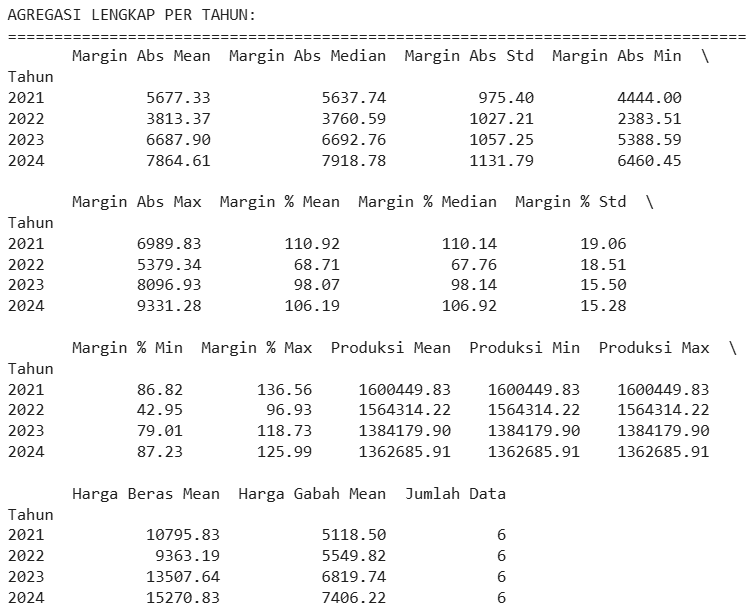 AGREGASI LENGKAP PER TAHUN:
================================================================================
       Margin Abs Mean  Margin Abs Median  Margin Abs Std  Margin Abs Min  \
Tahun
2021           5677.33            5637.74          975.40         4444.00
2022           3813.37            3760.59         1027.21         2383.51
2023           6687.90            6692.76         1057.25         5388.59
2024           7864.61            7918.78         1131.79         6460.45

       Margin Abs Max  Margin % Mean  Margin % Median  Margin % Std  \
Tahun
2021          6989.83         110.92           110.14         19.06
2022          5379.34          68.71            67.76         18.51
2023          8096.93          98.07            98.14         15.50
2024          9331.28         106.19           106.92         15.28

       Margin % Min  Margin % Max  Produksi Mean  Produksi Min  Produksi Max  \
Tahun
2021          86.82        136.56     1600449.83    1600449.83    1600449.83
2022          42.95         96.93     1564314.22    1564314.22    1564314.22
2023          79.01        118.73     1384179.90    1384179.90    1384179.90
2024          87.23        125.99     1362685.91    1362685.91    1362685.91

       Harga Beras Mean  Harga Gabah Mean  Jumlah Data
Tahun
2021           10795.83           5118.50            6
2022            9363.19           5549.82            6
2023           13507.64           6819.74            6
2024           15270.83           7406.22            6